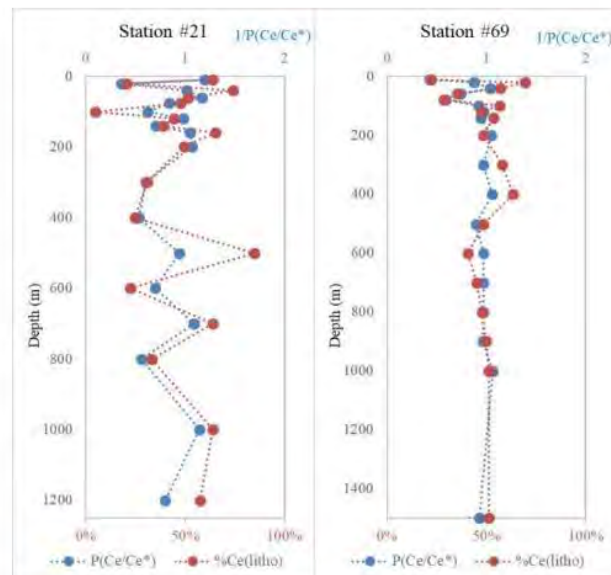 Station #21
1/P(Ce/Ce*)
0 1 2
0
200
400
600
800
1000
1200
Depth (m)
0% 50% 100%
P(Ce/Ce*) %Ce(litho)
Station #69
1/P(Ce/Ce*)
0 1 2
0
200
400
600
800
1000
1200
1400
Depth (m)
0% 50% 100%
P(Ce/Ce*) %Ce(litho)